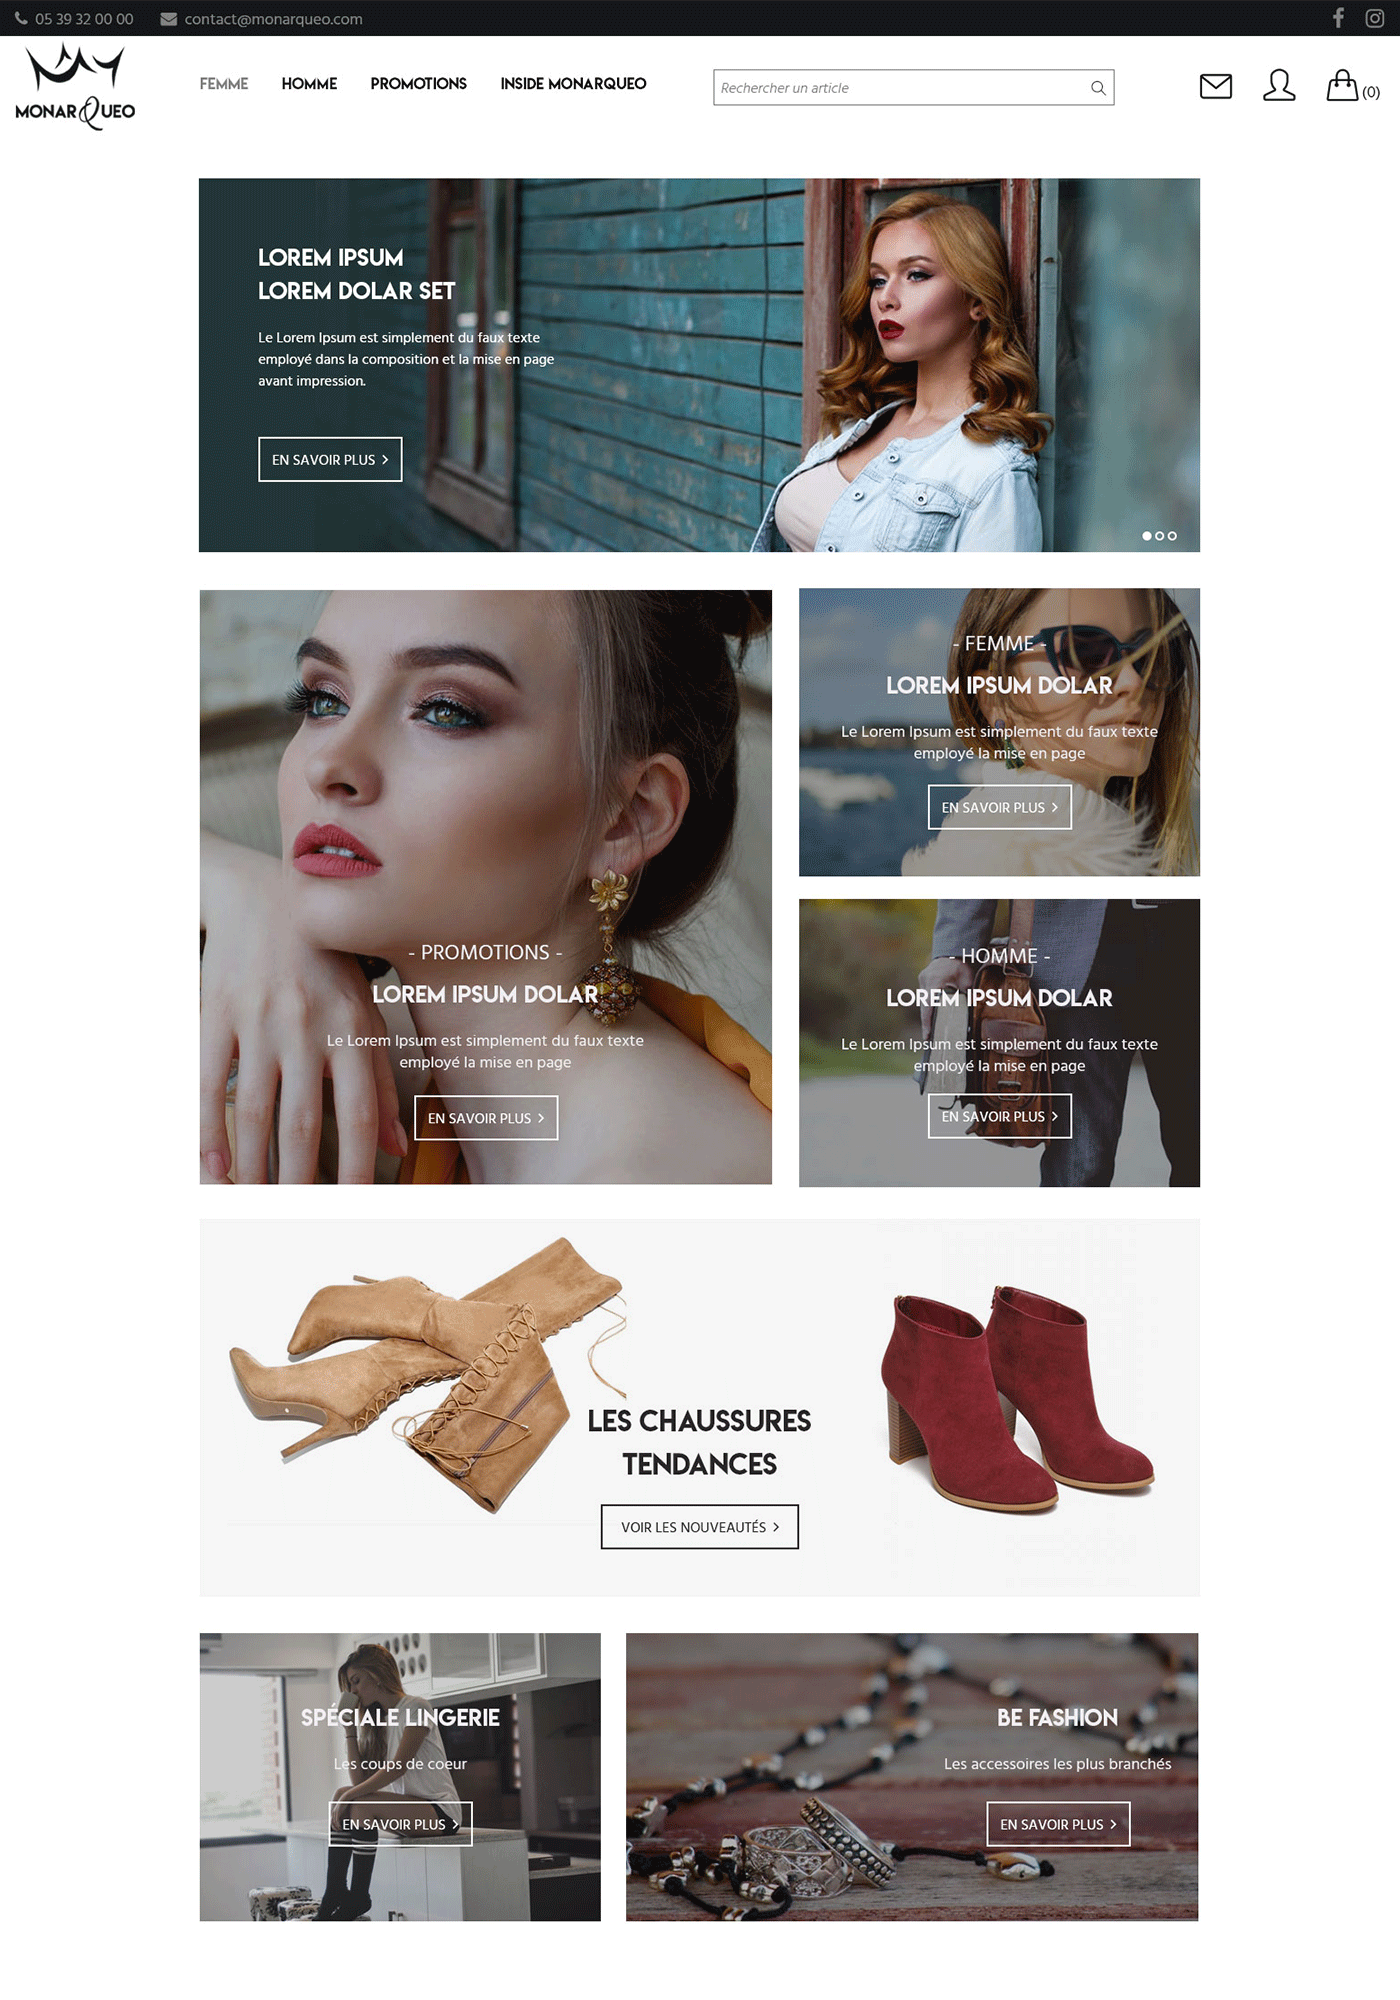 05 39 32 00 00
contact@monarqueo.com
MONARQUEO
FEMME
HOMME
PROMOTIONS
INSIDE MONARQUEO
Rechercher un article
(0)
LOREM IPSUM
LOREM DOLAR SET
Le Lorem Ipsum est simplement du faux texte
employé dans la composition et la mise en page
avant impression.
EN SAVOIR PLUS >
- PROMOTIONS -
LOREM IPSUM DOLAR
Le Lorem Ipsum est simplement du faux texte
employé la mise en page
EN SAVOIR PLUS >
- FEMME -
LOREM IPSUM DOLAR
Le Lorem Ipsum est simplement du faux texte
employé la mise en page
EN SAVOIR PLUS >
- HOMME -
LOREM IPSUM DOLAR
Le Lorem Ipsum est simplement du faux texte
employé la mise en page
EN SAVOIR PLUS >
LES CHAUSSURES
TENDANCES
VOIR LES NOUVEAUTÉS >
SPÉCIALE LINGERIE
Les coups de coeur
EN SAVOIR PLUS >
BE FASHION
Les accessoires les plus branchés
EN SAVOIR PLUS >